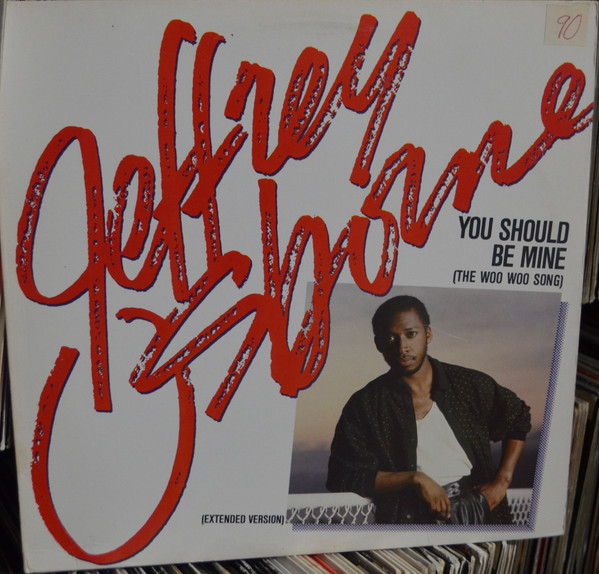 90
Jeffrey
Osborne
YOU SHOULD
BE MINE
(THE WOO WOO SONG)
(EXTENDED VERSION)